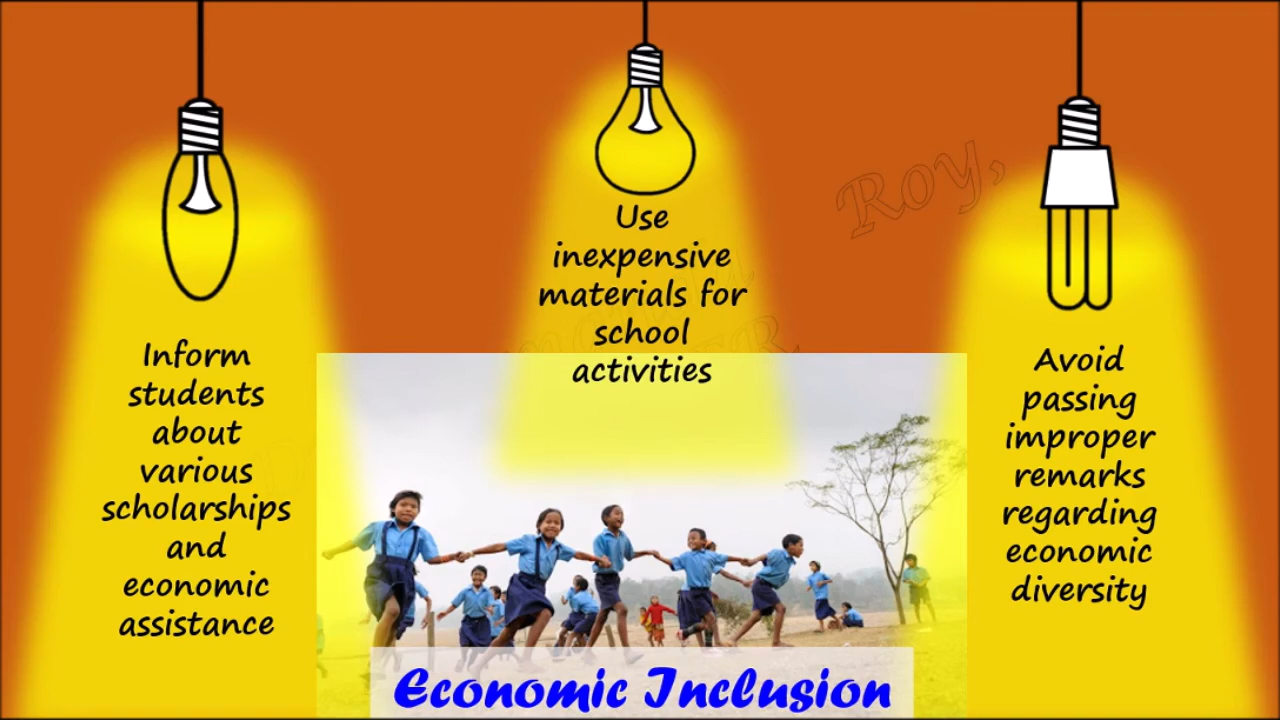 Use
inexpensive
materials for
school
activities
Inform
students
about
various
scholarships
and
economic
assistance
Avoid
passing
improper
remarks
regarding
economic
diversity
Roy,
Economic Inclusion